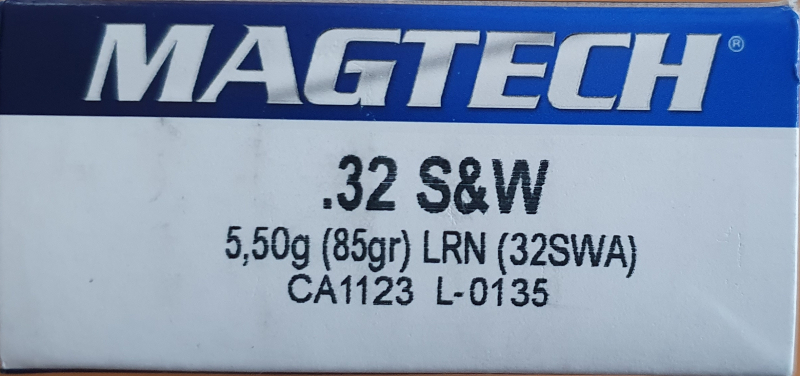 MAGTECH®
.32 S&W
5,50g (85gr) LRN (32SWA)
CA1123 L-0135